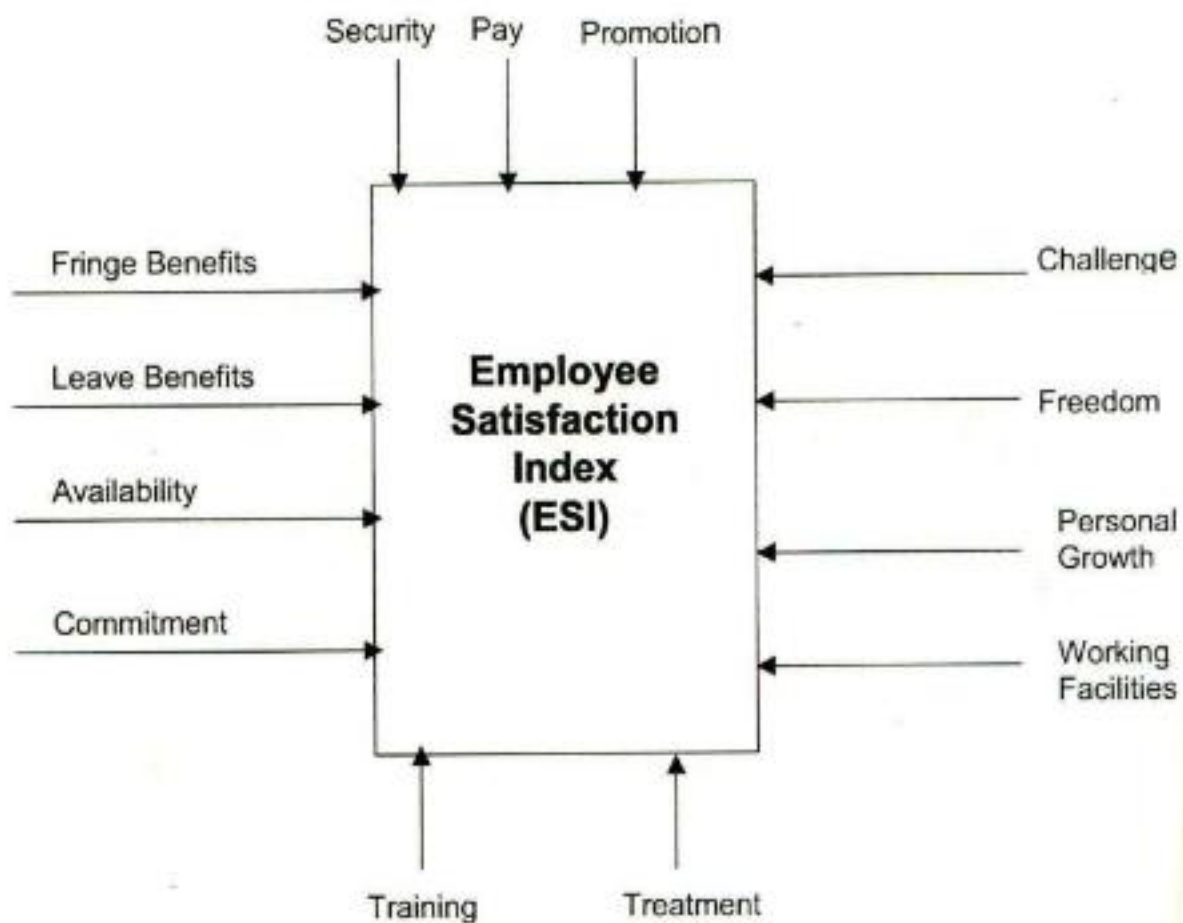 Security Pay Promotion
Fringe Benefits
Leave Benefits
Availability
Commitment
Employee
Satisfaction
Index
(ESI)
Challenge
Freedom
Personal
Growth
Working
Facilities
Training Treatment